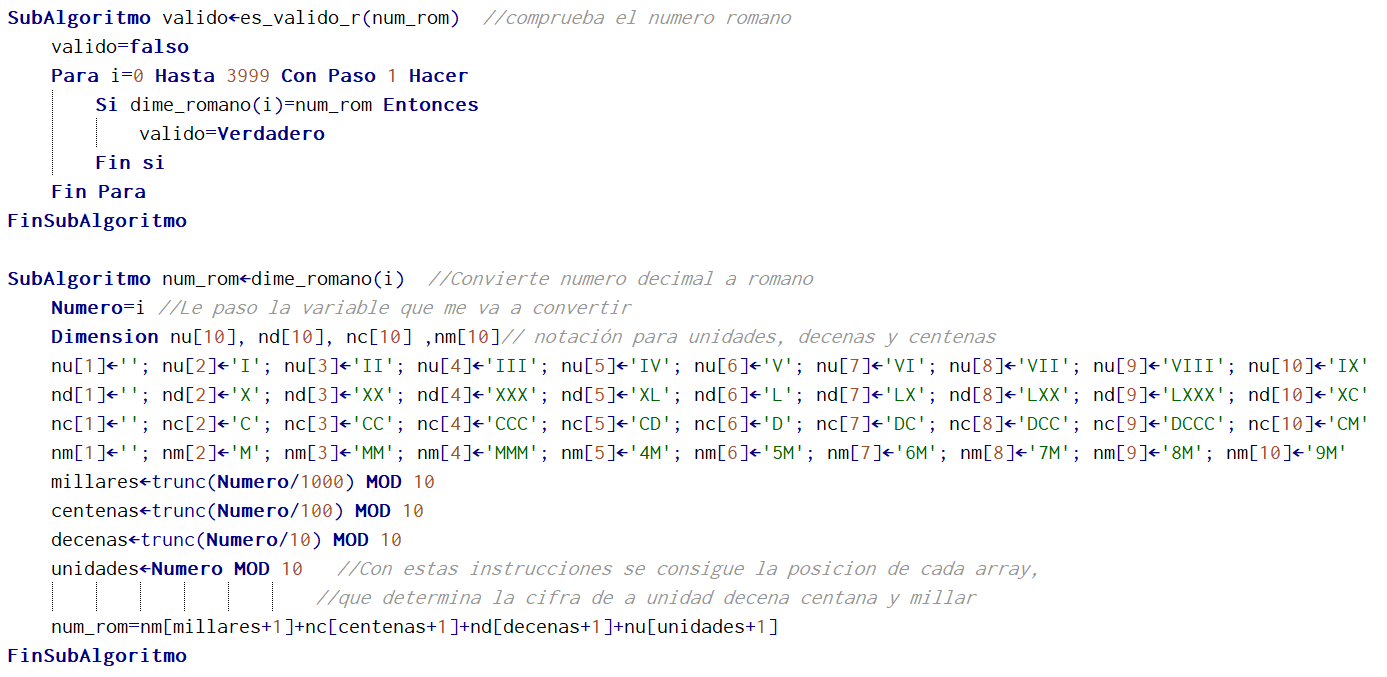 SubAlgoritmo valido←es_valido_r(num_rom)  //comprueba el numero romano
    valido=falso
    Para i=0 Hasta 3999 Con Paso 1 Hacer
        Si dime_romano(i)=num_rom Entonces
            valido=Verdadero
        Fin si
    Fin Para
FinSubAlgoritmo

SubAlgoritmo num_rom←dime_romano(i)  //Convierte numero decimal a romano
    Numero=i //Le paso la variable que me va a convertir
    Dimension nu[10], nd[10], nc[10] ,nm[10]// notación para unidades, decenas y centenas
    nu[1]←''; nu[2]←'I'; nu[3]←'II'; nu[4]←'III'; nu[5]←'IV'; nu[6]←'V'; nu[7]←'VI'; nu[8]←'VII'; nu[9]←'VIII'; nu[10]←'IX'
    nd[1]←''; nd[2]←'X'; nd[3]←'XX'; nd[4]←'XXX'; nd[5]←'XL'; nd[6]←'L'; nd[7]←'LX'; nd[8]←'LXX'; nd[9]←'LXXX'; nd[10]←'XC'
    nc[1]←''; nc[2]←'C'; nc[3]←'CC'; nc[4]←'CCC'; nc[5]←'CD'; nc[6]←'D'; nc[7]←'DC'; nc[8]←'DCC'; nc[9]←'DCCC'; nc[10]←'CM'
    nm[1]←''; nm[2]←'M'; nm[3]←'MM'; nm[4]←'MMM'; nm[5]←'4M'; nm[6]←'5M'; nm[7]←'6M'; nm[8]←'7M'; nm[9]←'8M'; nm[10]←'9M'
    millares←trunc(Numero/1000) MOD 10
    centenas←trunc(Numero/100) MOD 10
    decenas←trunc(Numero/10) MOD 10
    unidades←Numero MOD 10   //Con estas instrucciones se consigue la posicion de cada array,
                            //que determina la cifra de a unidad decena centana y millar
    num_rom=nm[millares+1]+nc[centenas+1]+nd[decenas+1]+nu[unidades+1]
FinSubAlgoritmo